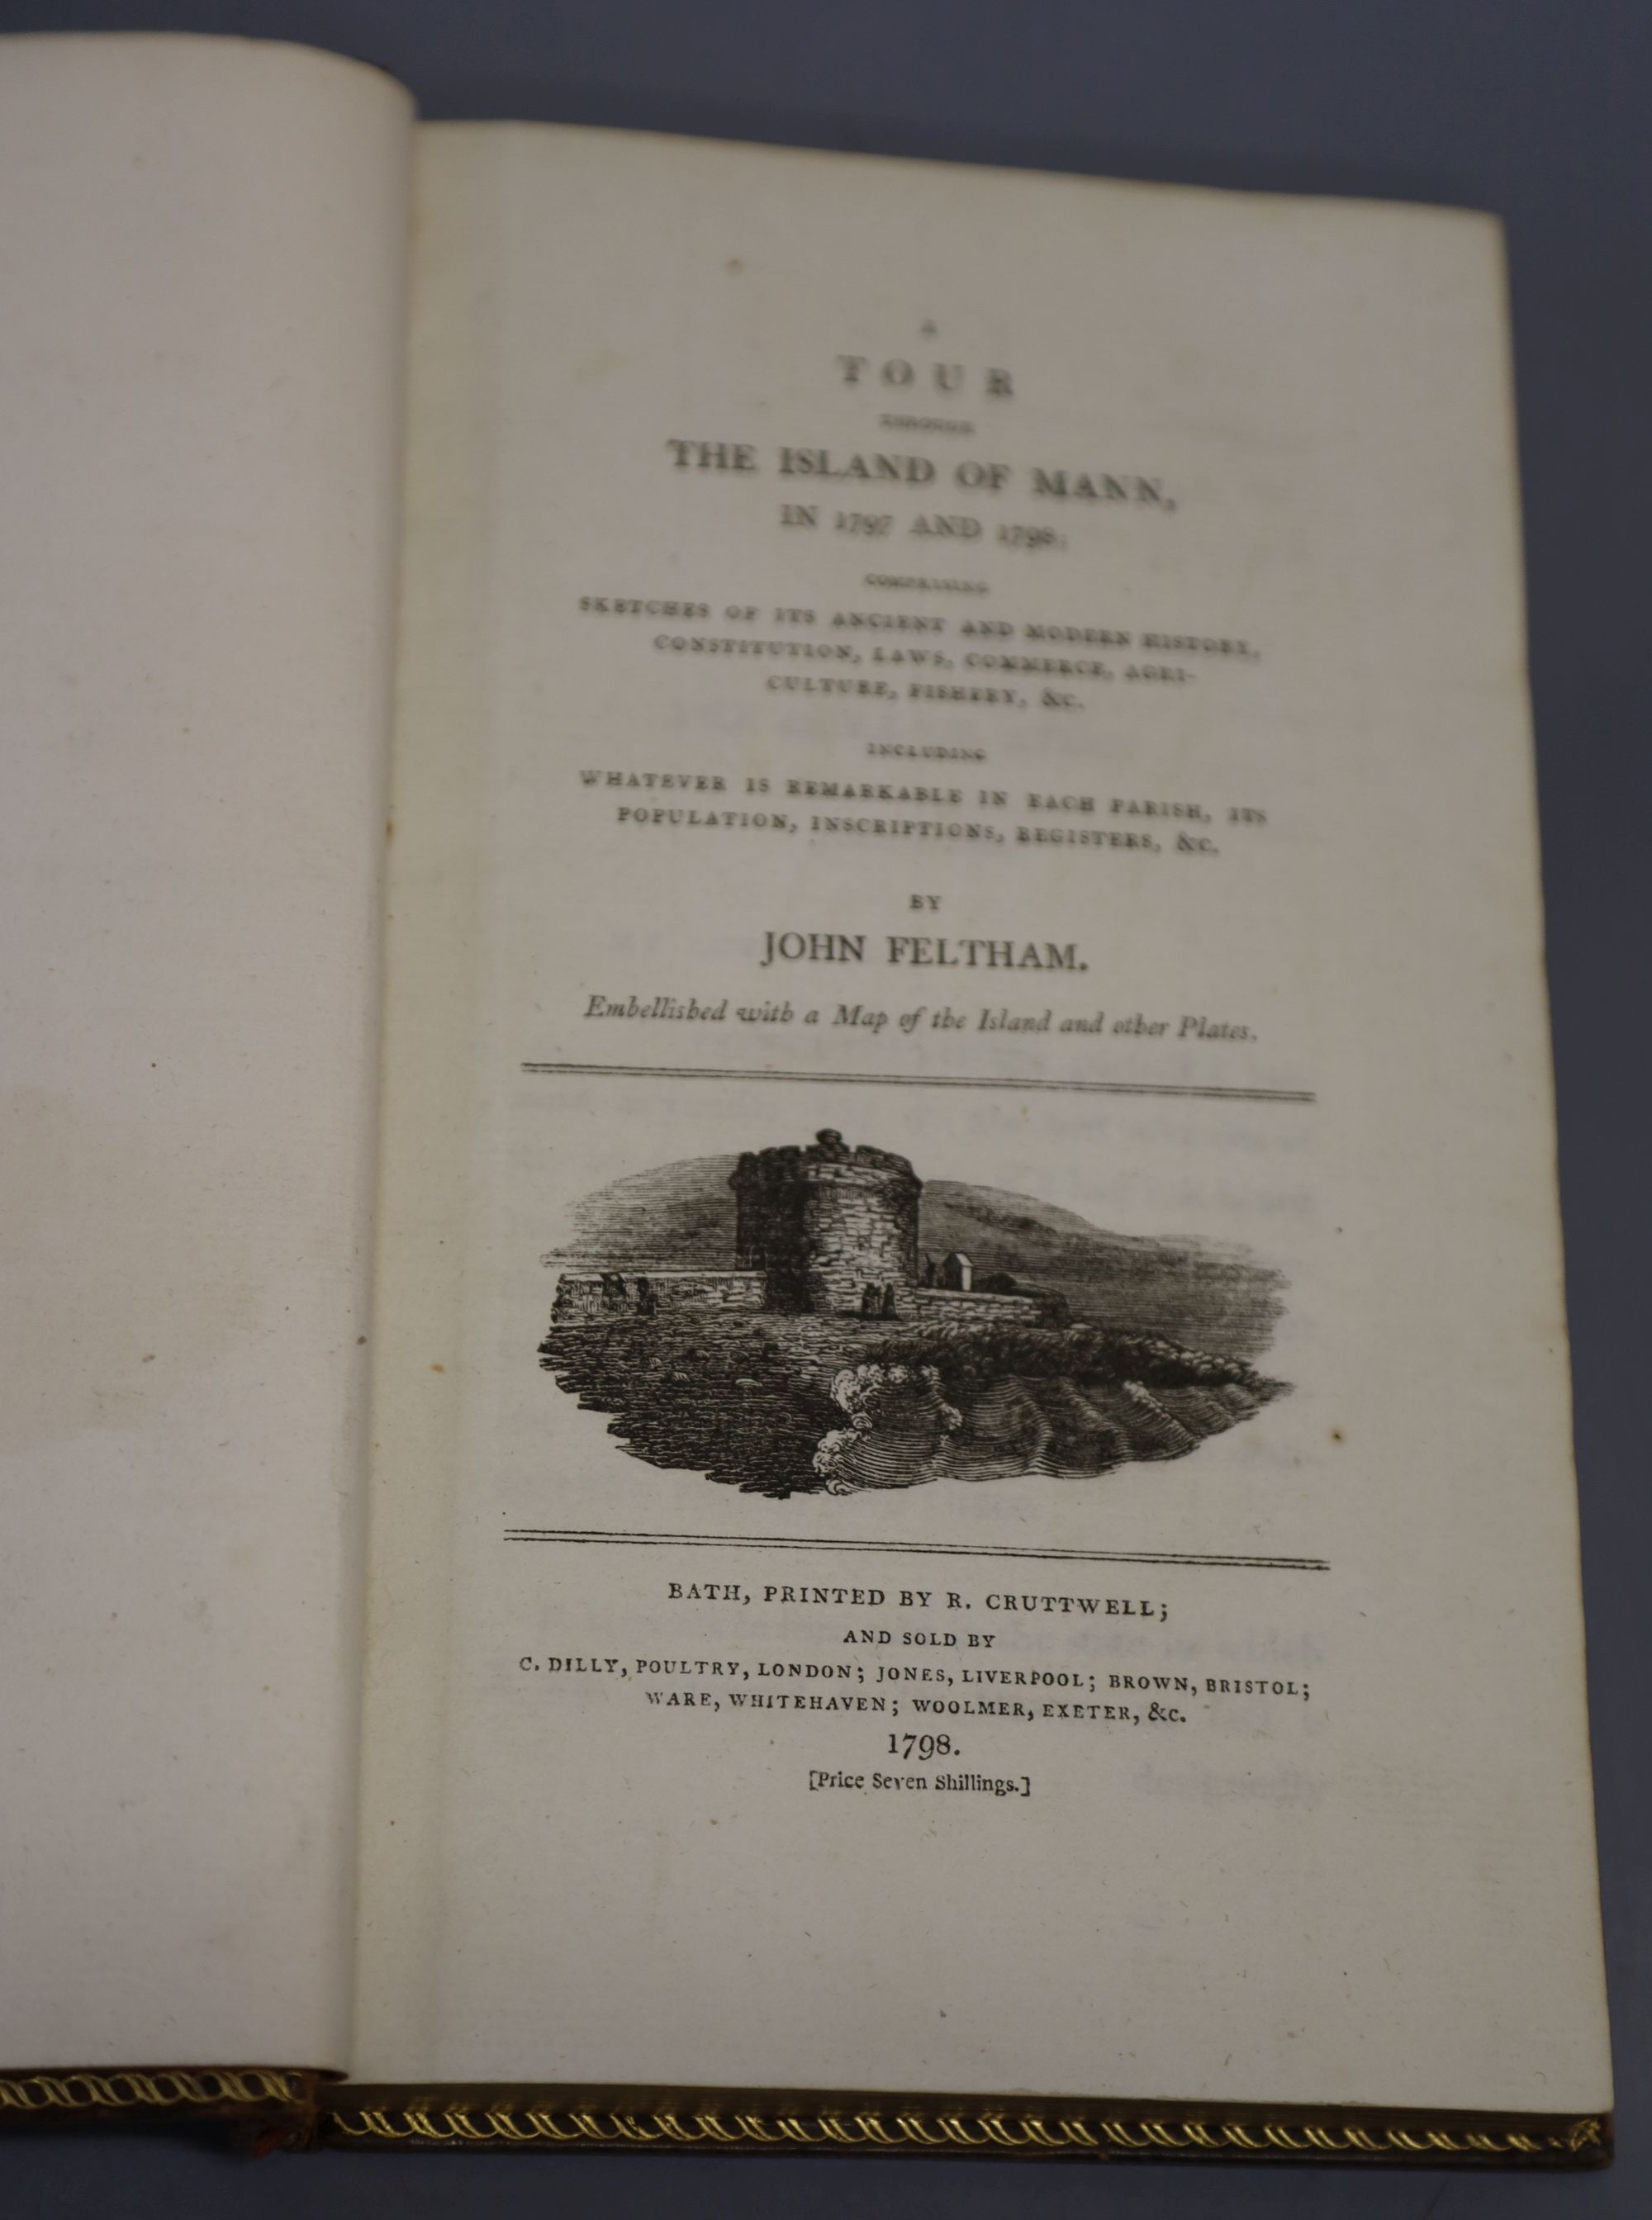 A
TOUR
THROUGH
THE ISLAND OF MANN,
IN 1797 AND 1798;
COMPRISING
SKETCHES OF ITS ANCIENT AND MODERN HISTORY,
CONSTITUTION, LAWS, COMMERCE, AGRI-
CULTURE, FISHERY, &c.
INCLUDING
WHATEVER IS REMARKABLE IN EACH PARISH, ITS
POPULATION, INSCRIPTIONS, REGISTERS, &c.
BY
JOHN FELTHAM.
Embellished with a Map of the Island and other Plates.
BATH, PRINTED BY R. CRUTTWELL;
AND SOLD BY
C. DILLY, POULTRY, LONDON; JONES, LIVERPOOL; BROWN, BRISTOL;
WARE, WHITEHAVEN; WOOLMER, EXETER, &c.
1798.
[Price Seven Shillings.]